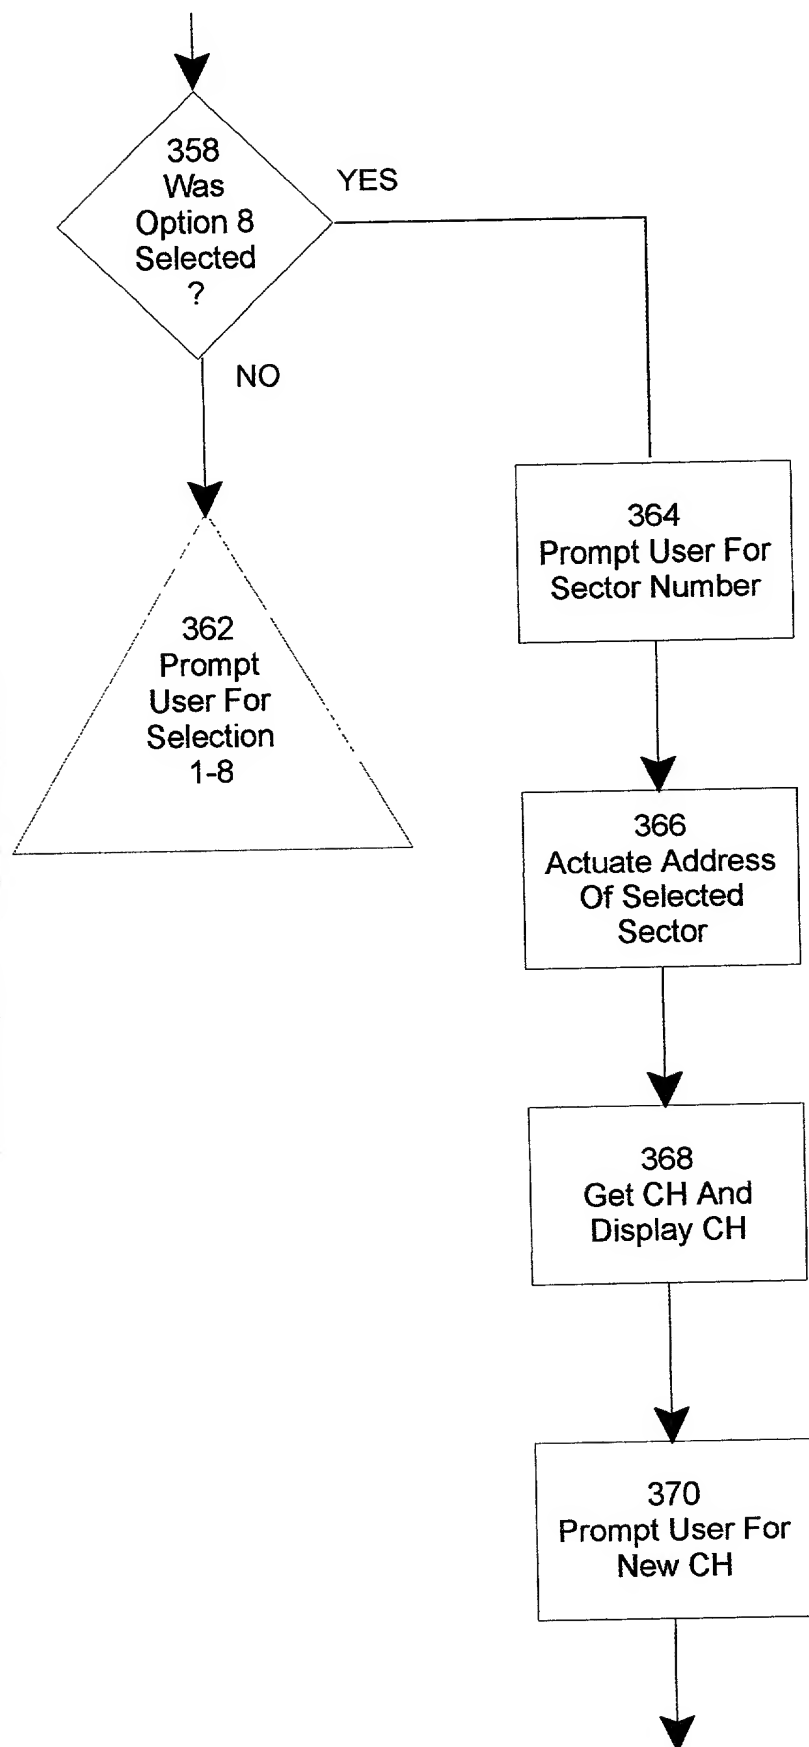 358
Was
Option 8
Selected
?
YES
NO
362
Prompt
User For
Selection
1-8
364
Prompt User For
Sector Number
366
Actuate Address
Of Selected
Sector
368
Get CH And
Display CH
370
Prompt User For
New CH